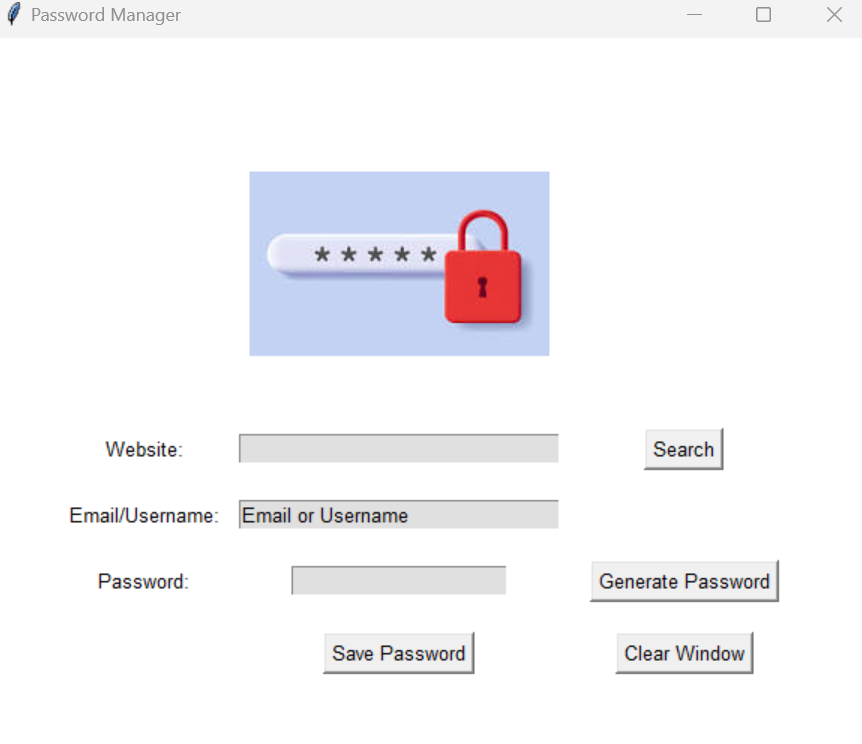 Password Manager
* * * * *
Website:
Search
Email/Username:
Email or Username
Password:
Generate Password
Save Password
Clear Window